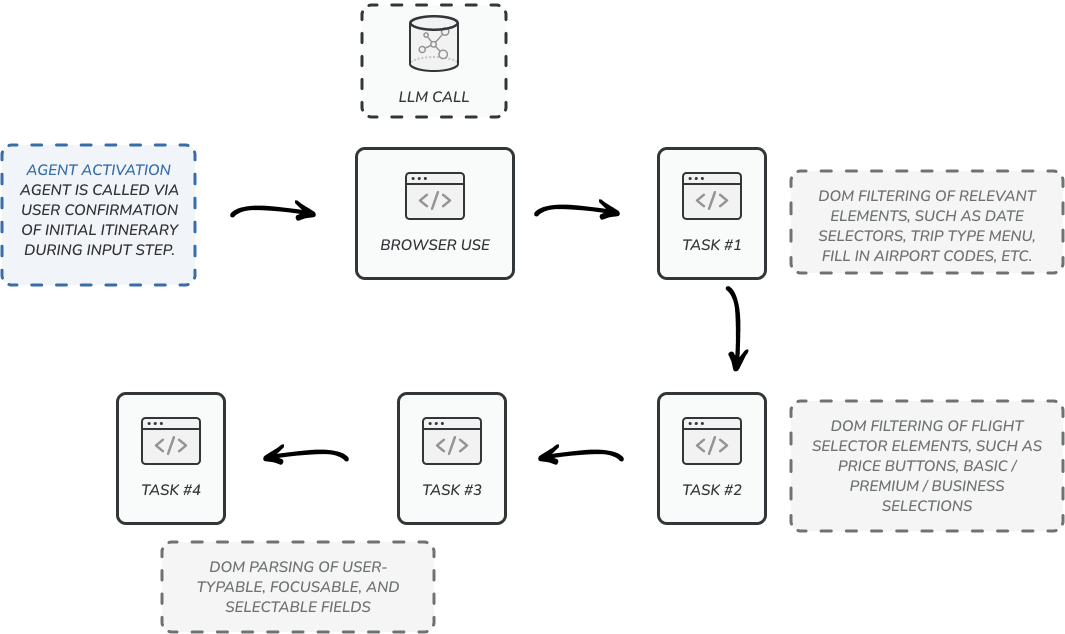 LLM CALL
AGENT ACTIVATION
AGENT IS CALLED VIA
USER CONFIRMATION
OF INITIAL ITINERARY
DURING INPUT STEP.
</>
BROWSER USE
</>
TASK #1
DOM FILTERING OF RELEVANT
ELEMENTS, SUCH AS DATE
SELECTORS, TRIP TYPE MENU,
FILL IN AIRPORT CODES, ETC.
</>
TASK #4
</>
TASK #3
</>
TASK #2
DOM FILTERING OF FLIGHT
SELECTOR ELEMENTS, SUCH AS
PRICE BUTTONS, BASIC /
PREMIUM / BUSINESS
SELECTIONS
DOM PARSING OF USER-
TYPABLE, FOCUSABLE, AND
SELECTABLE FIELDS